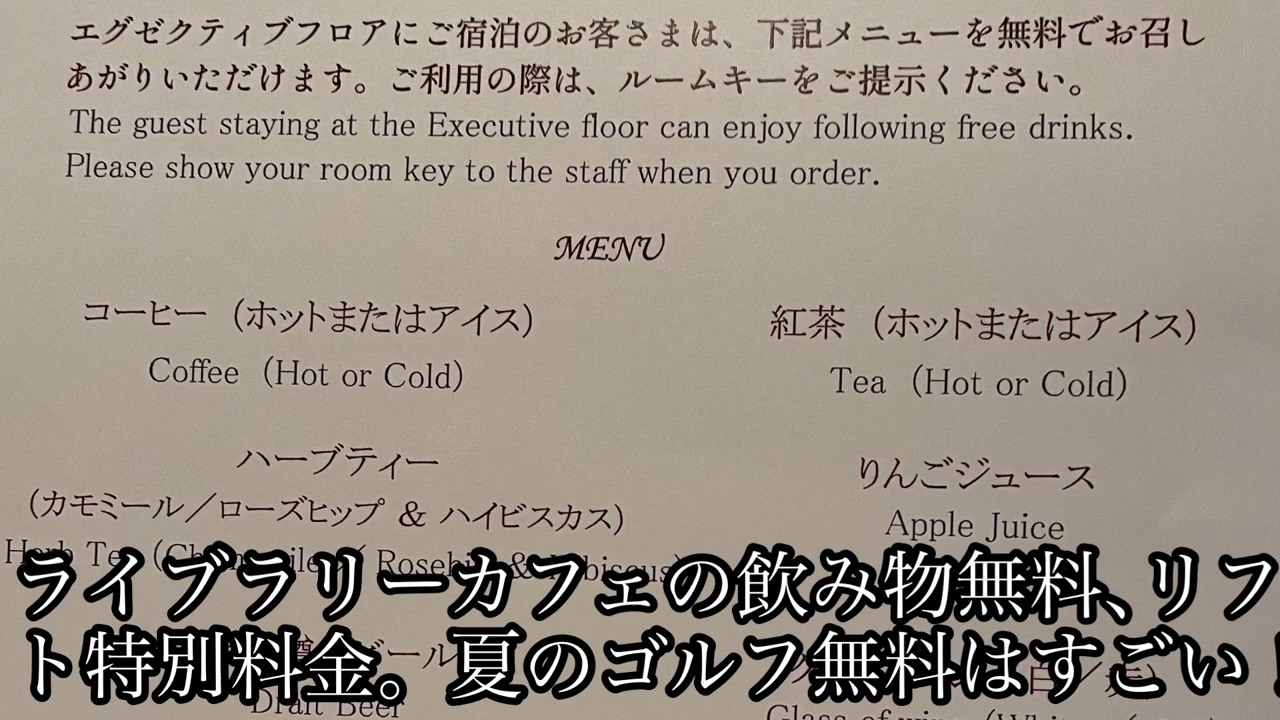 エグゼクティブフロアにご宿泊のお客さまは、下記メニューを無料でお召し
あがりいただけます。ご利用の際は、ルームキーをご提示ください。
The guest staying at the Executive floor can enjoy following free drinks.
Please show your room key to the staff when you order.
MENU
コーヒー（ホットまたはアイス）
Coffee (Hot or Cold)
紅茶（ホットまたはアイス）
Tea (Hot or Cold)
ハーブティー
（カモミール／ローズヒップ & ハイビスカス）
りんごジュース
Apple Juice
Draft Beer
ライブラリーカフェの飲み物無料、リフ
ト特別料金。夏のゴルフ無料はすごい！